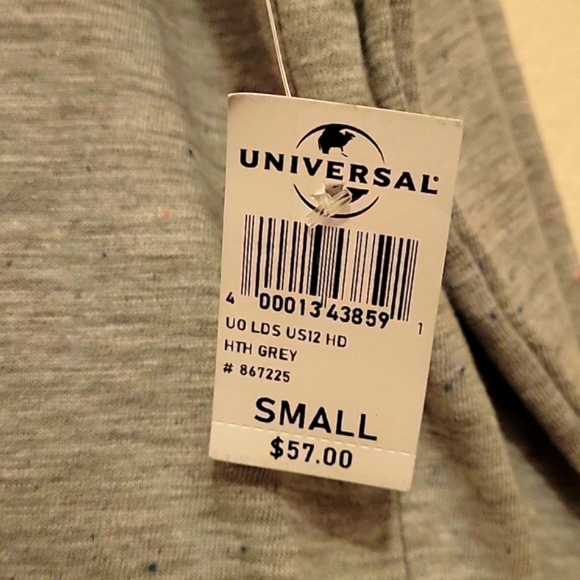 UNIVERSAL®
4 00013 43859 1
UO LDS US12 HD
HTH GREY
# 867225
SMALL
$57.00